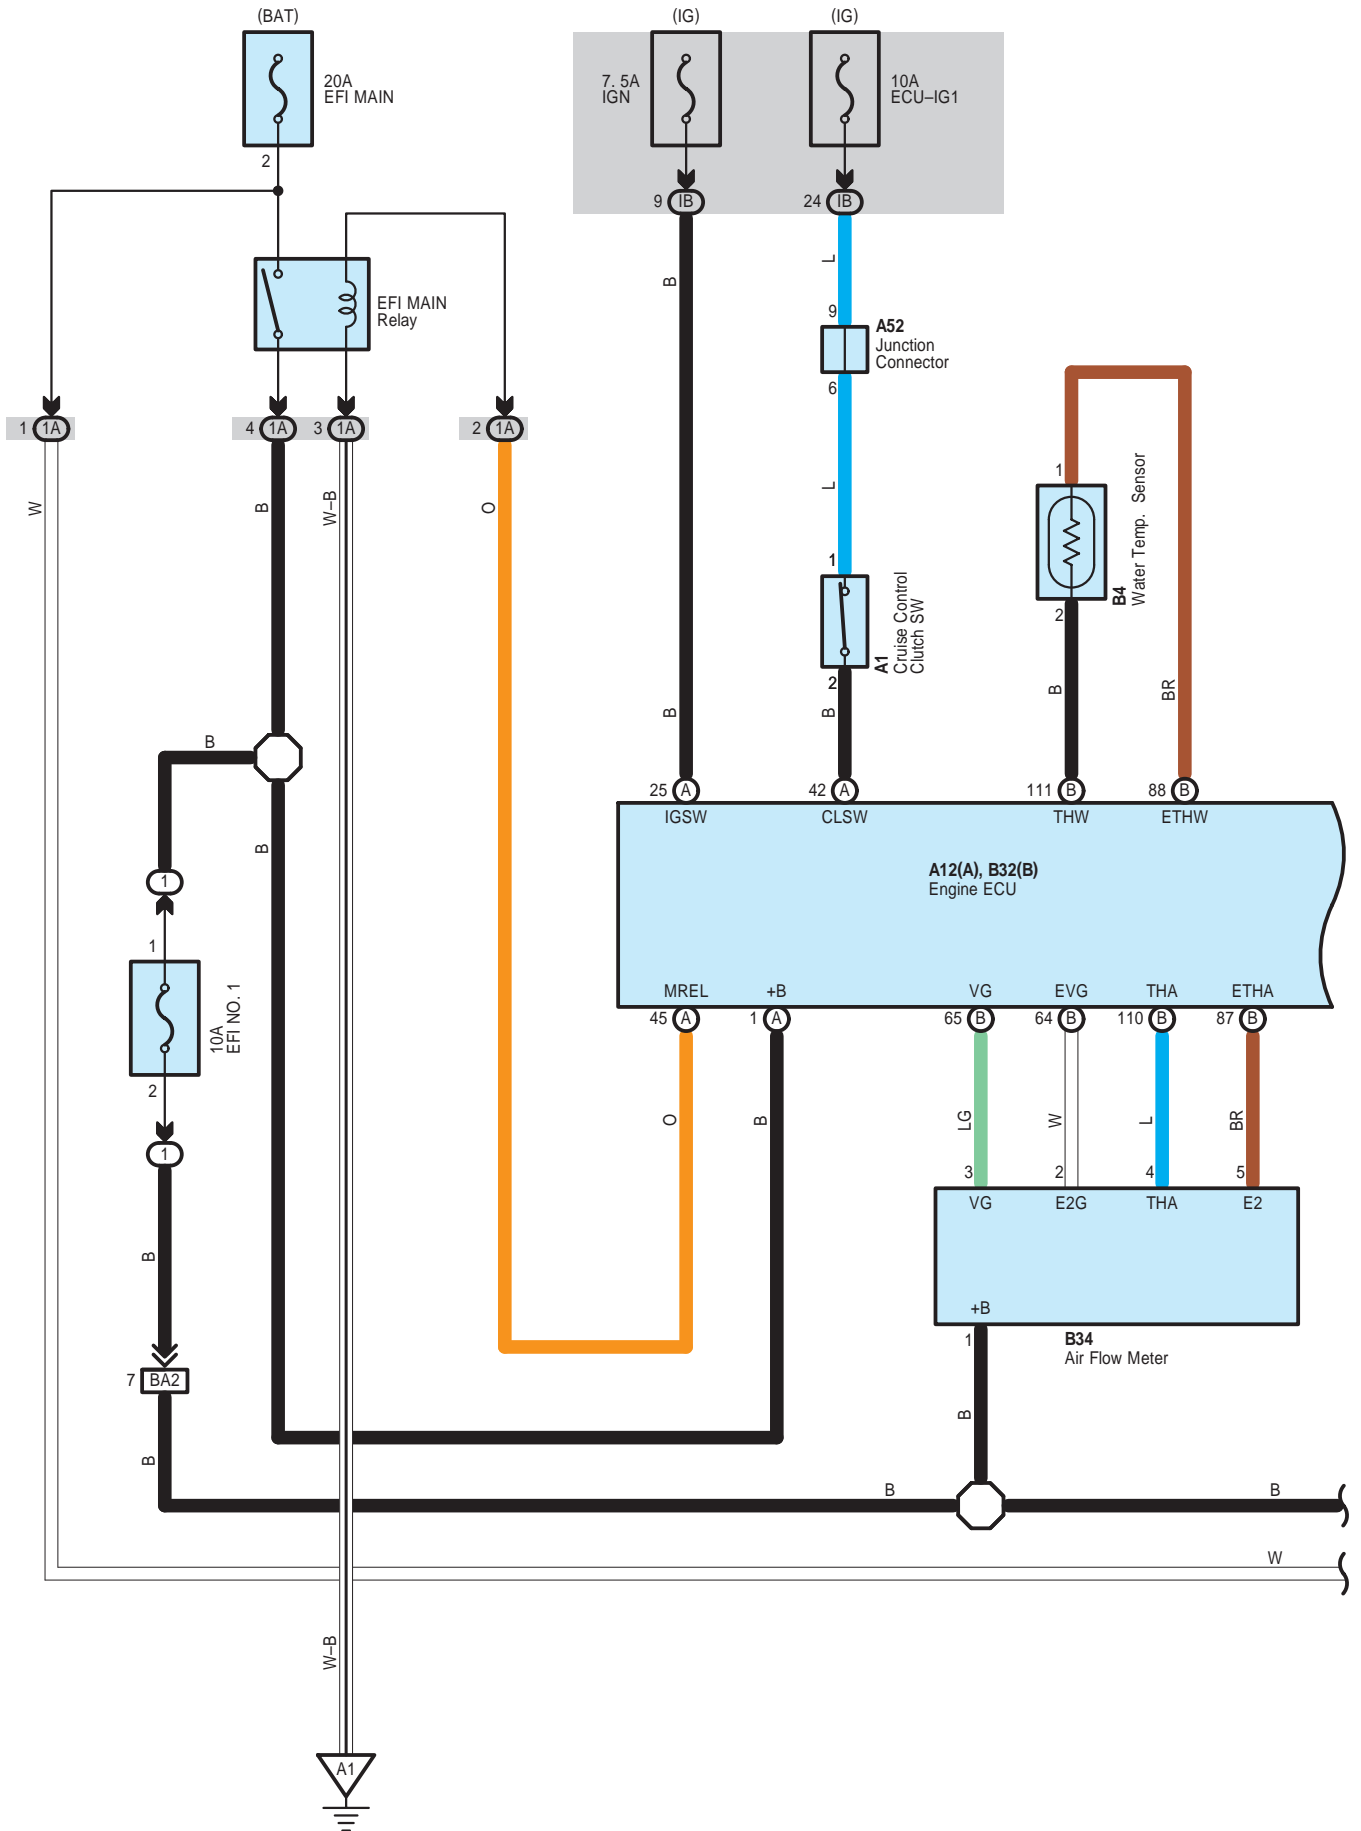 (BAT)
(IG)
(IG)
20A
EFI MAIN
7. 5A
IGN
10A
ECU–IG1
2
9 IB
24 IB
EFI MAIN
Relay
L
B
9
A52
Junction
Connector
6
1 1A
4 1A
3 1A
2 1A
W
B
W–B
O
L
1
Water Temp. Sensor
B4
1
2
A1
Cruise Control
Clutch SW
2
B
B
B
BR
B
B
25 A
42 A
111 B
88 B
IGSW
CLSW
THW
ETHW
A12(A), B32(B)
Engine ECU
1
1
10A
EFI NO. 1
2
1
MREL
+B
VG
EVG
THA
ETHA
45 A
1 A
65 B
64 B
110 B
87 B
O
B
LG
W
L
BR
3
2
4
5
VG
E2G
THA
E2
+B
1
B34
Air Flow Meter
B
7 BA2
B
B
B
B
W
W–B
A1